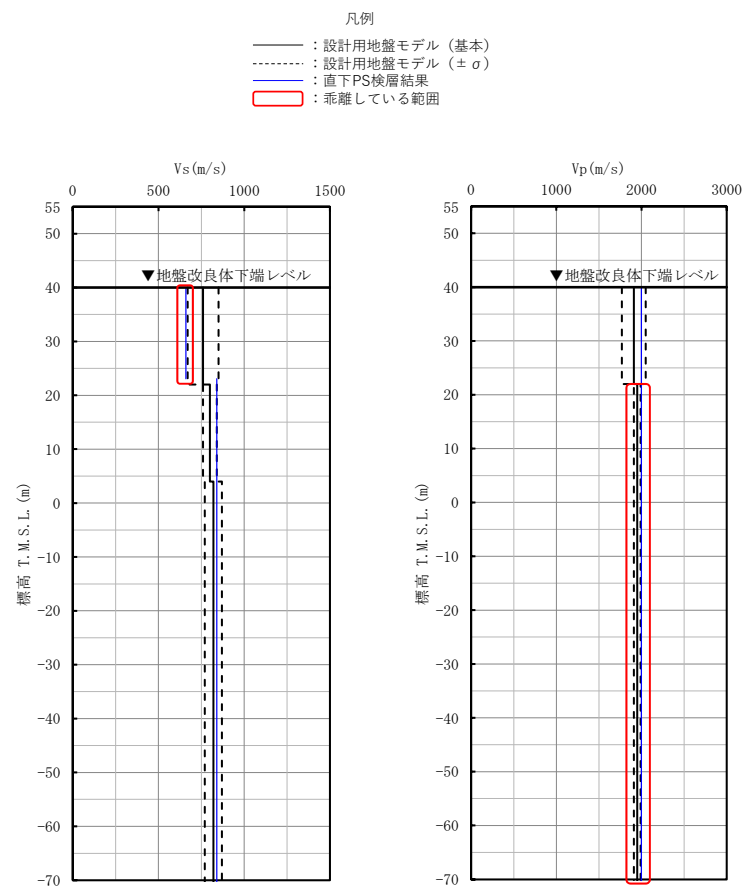 凡例
：設計用地盤モデル（基本）
：設計用地盤モデル（±σ）
：直下PS検層結果
：乖離している範囲
Vs(m/s)
0 500 1000 1500
55
50
▼地盤改良体下端レベル
40
30
20
10
0
-10
-20
-30
-40
-50
-60
-70
標高 T.M.S.L.(m)
Vp(m/s)
0 1000 2000 3000
55
50
▼地盤改良体下端レベル
40
30
20
10
0
-10
-20
-30
-40
-50
-60
-70
標高 T.M.S.L.(m)